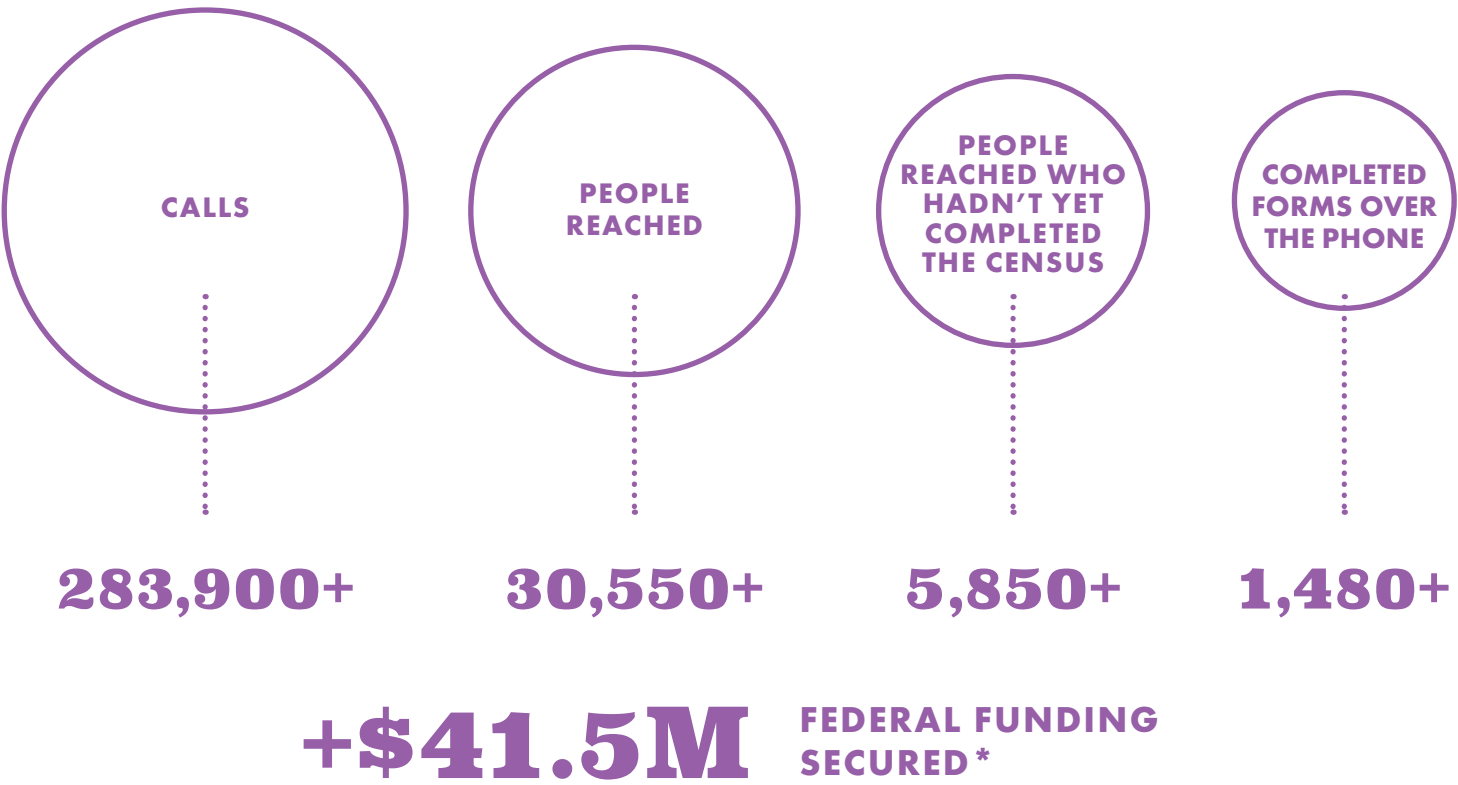 CALLS
PEOPLE
REACHED
PEOPLE
REACHED WHO
HADN'T YET
COMPLETED
THE CENSUS
COMPLETED
FORMS OVER
THE PHONE
283,900+
30,550+
5,850+
1,480+
+$41.5M
FEDERAL FUNDING
SECURED*